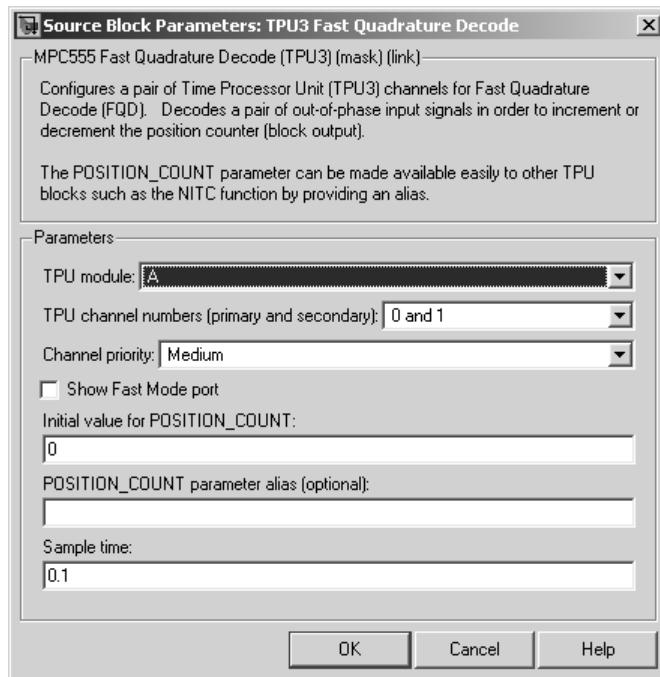 Source Block Parameters: TPU3 Fast Quadrature Decode
MPC555 Fast Quadrature Decode (TPU3) (mask) (link)
Configures a pair of Time Processor Unit (TPU3) channels for Fast Quadrature
Decode (FQD). Decodes a pair of out-of-phase input signals in order to increment or
decrement the position counter (block output).
The POSITION_COUNT parameter can be made available easily to other TPU
blocks such as the NITC function by providing an alias.
Parameters
TPU module: A
TPU channel numbers (primary and secondary): 0 and 1
Channel priority: Medium
Show Fast Mode port
Initial value for POSITION_COUNT:
0
POSITION_COUNT parameter alias (optional):
Sample time:
0.1
OK Cancel Help